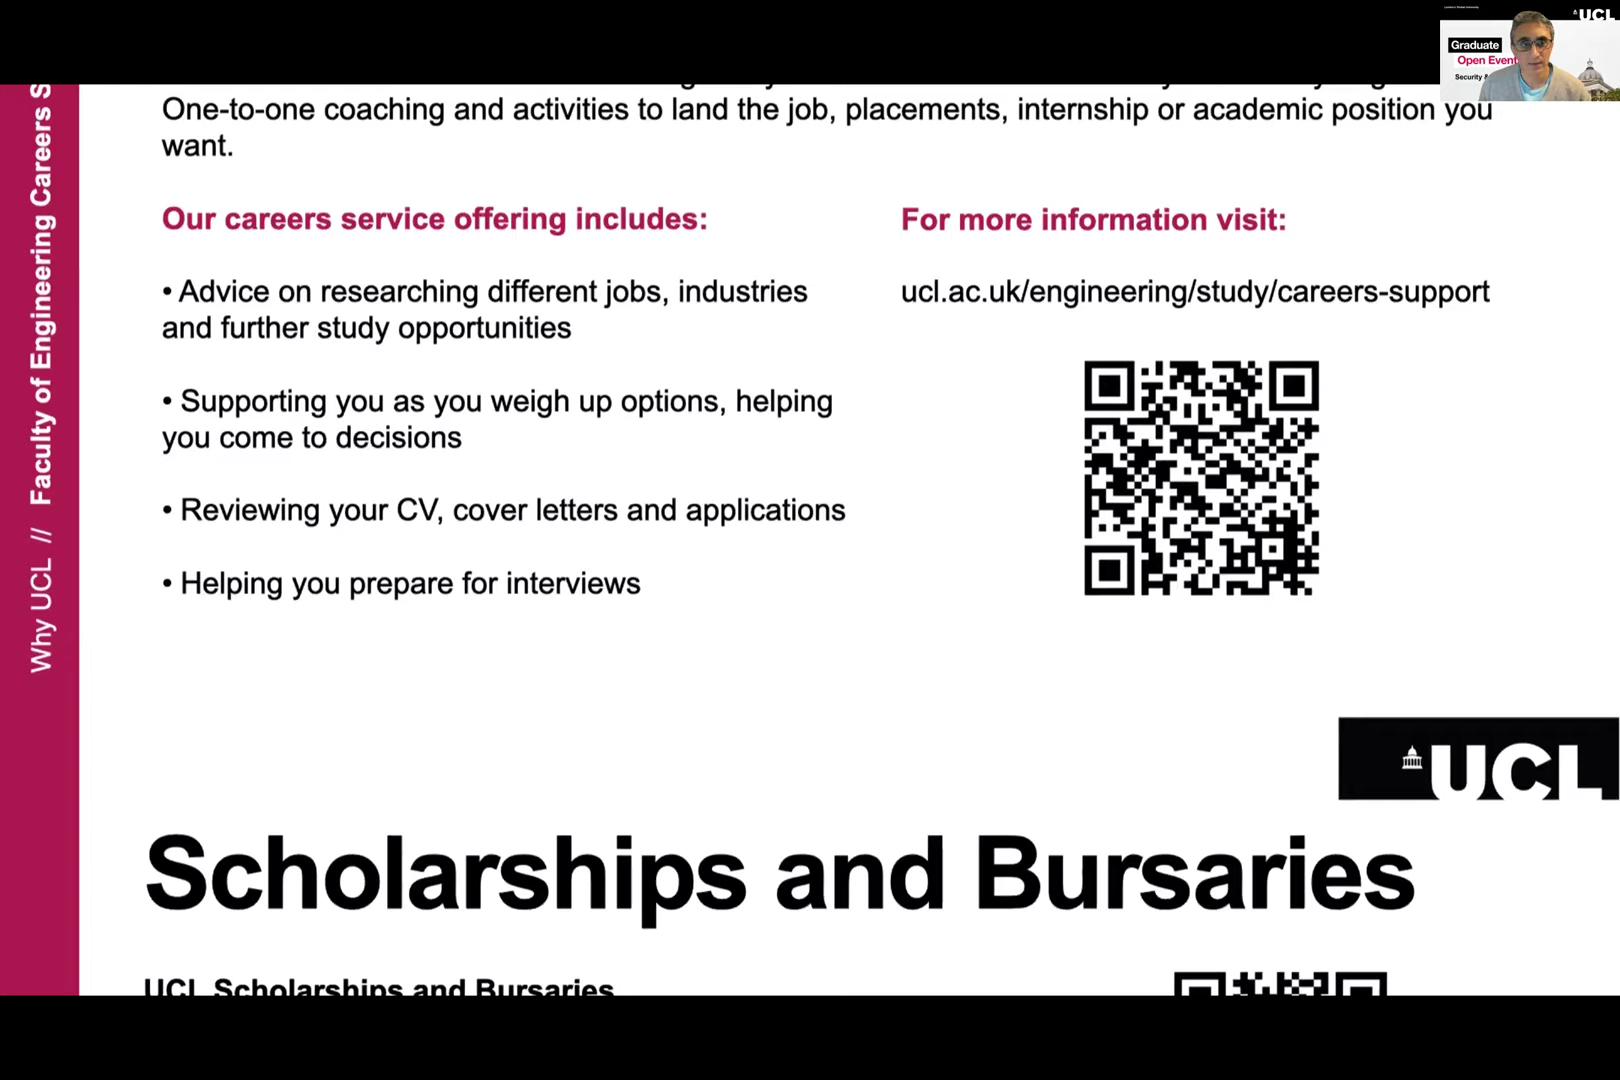 UCL
Graduate
Open Event
Security &
One-to-one coaching and activities to land the job, placements, internship or academic position you
want.
Our careers service offering includes:
• Advice on researching different jobs, industries
and further study opportunities
• Supporting you as you weigh up options, helping
you come to decisions
• Reviewing your CV, cover letters and applications
• Helping you prepare for interviews
For more information visit:
ucl.ac.uk/engineering/study/careers-support
Why UCL // Faculty of Engineering Careers S
UCL
Scholarships and Bursaries
UCL Scholarships and Bursaries